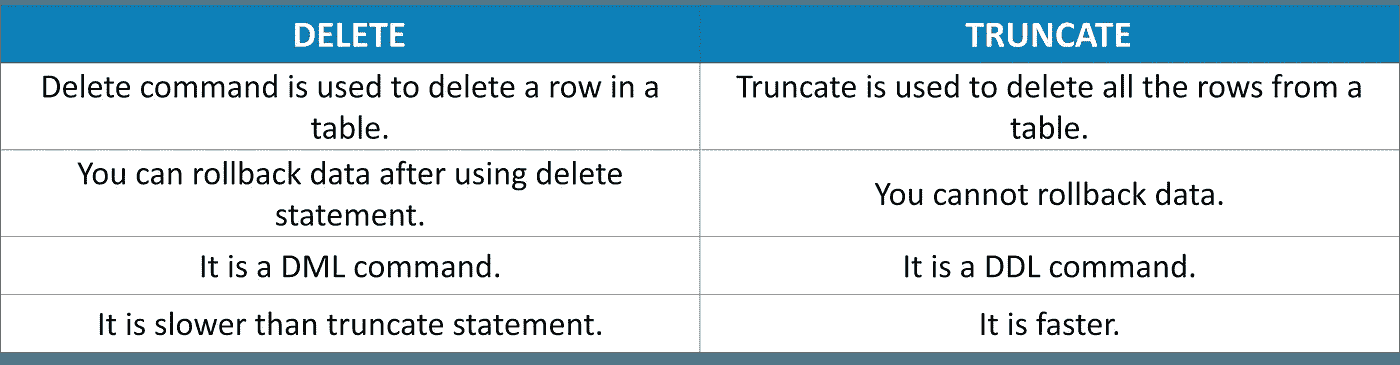 DELETE
TRUNCATE
Delete command is used to delete a row in a
table.
Truncate is used to delete all the rows from a
table.
You can rollback data after using delete
statement.
You cannot rollback data.
It is a DML command.
It is a DDL command.
It is slower than truncate statement.
It is faster.